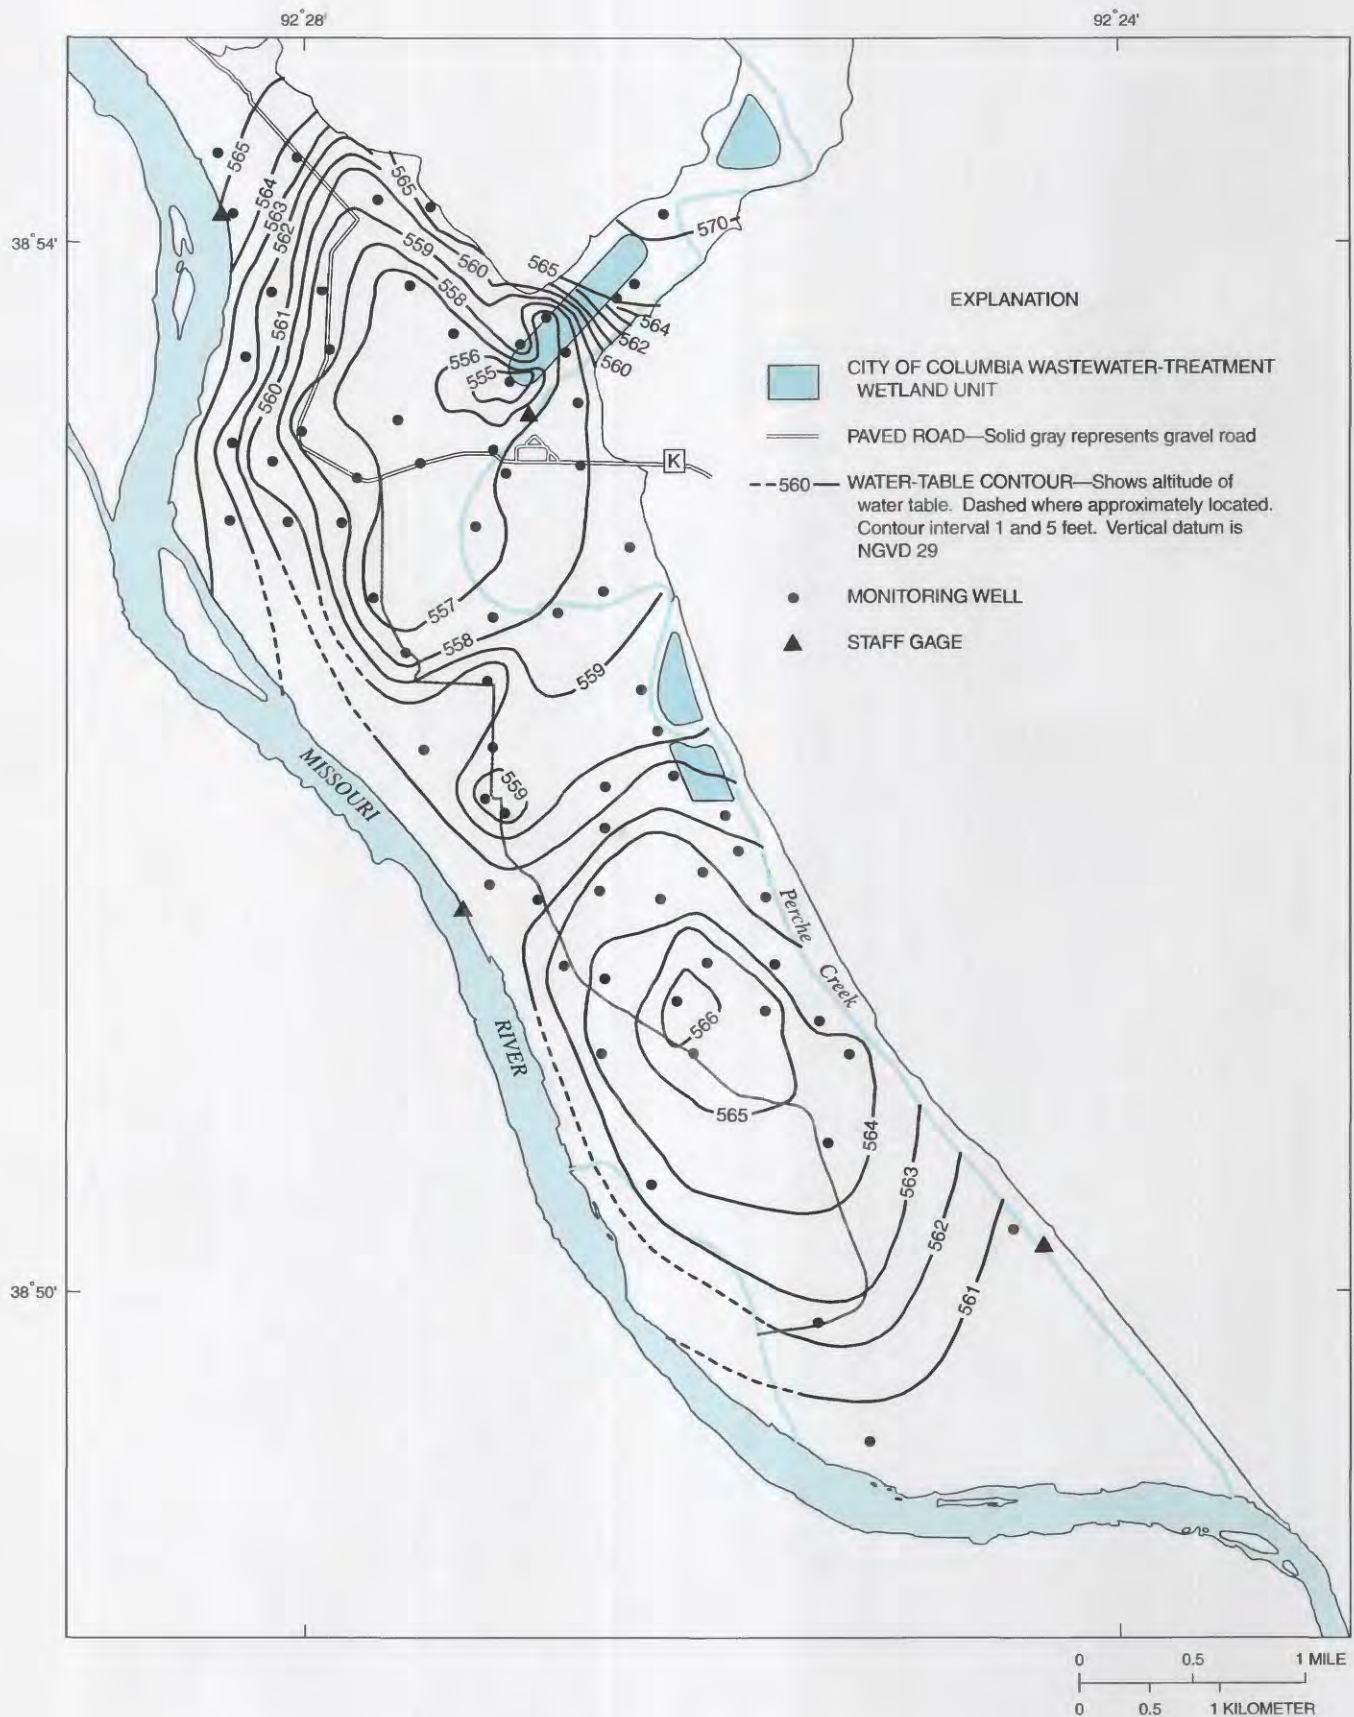 92°28'
92°24'
38°54'
38°50'
565
564
563
562
561
560
565
559
560
558
565
570
564
562
560
556
555
557
558
559
559
566
565
564
563
562
561
K
MISSOURI
RIVER
Perche
Creek
EXPLANATION
CITY OF COLUMBIA WASTEWATER-TREATMENT
WETLAND UNIT
PAVED ROAD—Solid gray represents gravel road
560
WATER-TABLE CONTOUR—Shows altitude of
water table. Dashed where approximately located.
Contour interval 1 and 5 feet. Vertical datum is
NGVD 29
MONITORING WELL
STAFF GAGE
0 0.5 1 MILE
0 0.5 1 KILOMETER